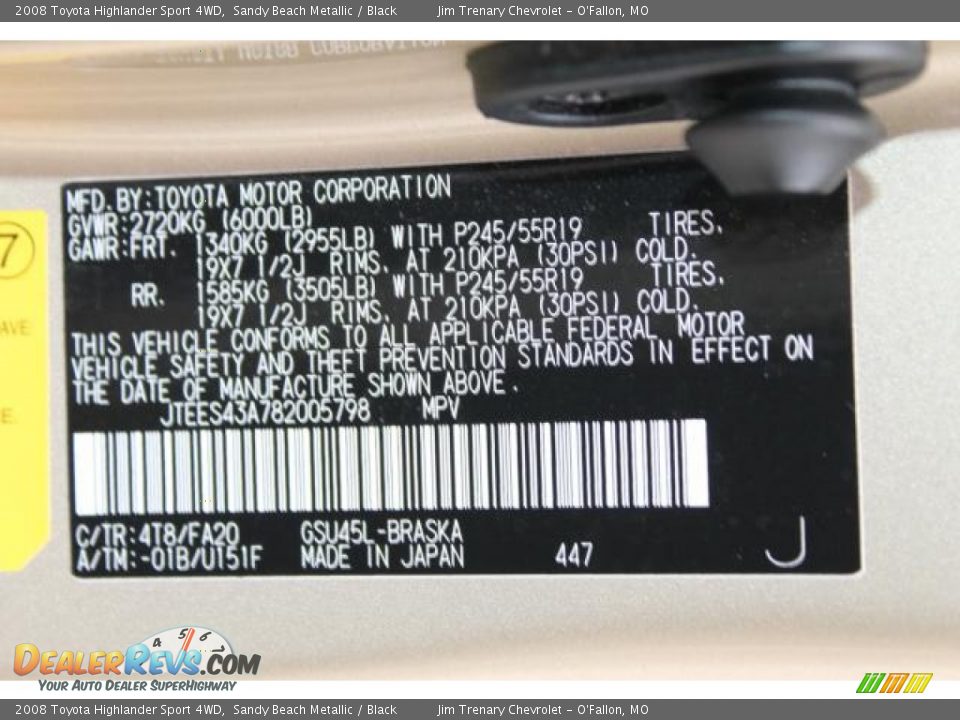 2008 Toyota Highlander Sport 4WD, Sandy Beach Metallic / Black Jim Trenary Chevrolet - O'Fallon, MO
MFD. BY: TOYOTA MOTOR CORPORATION
GVWR: 2720KG (6000LB)
GAWR: FRT. 1340KG (2955LB) WITH P245/55R19 TIRES,
19X7 1/2J RIMS, AT 210KPA (30PSI) COLD.
RR. 1585KG (3505LB) WITH P245/55R19 TIRES,
19X7 1/2J RIMS, AT 210KPA (30PSI) COLD.
THIS VEHICLE CONFORMS TO ALL APPLICABLE FEDERAL MOTOR
VEHICLE SAFETY AND THEFT PREVENTION STANDARDS IN EFFECT ON
THE DATE OF MANUFACTURE SHOWN ABOVE.
JTEES43A782005798 MPV
C/TR: 4T8/FA20 GSU45L-BRASKA
A/TM: -01B/U151F MADE IN JAPAN 447 J
7
AVE
E.
4 5 6
DEALERREVS.COM
YOUR AUTO DEALER SUPERHIGHWAY
2008 Toyota Highlander Sport 4WD, Sandy Beach Metallic / Black Jim Trenary Chevrolet - O'Fallon, MO